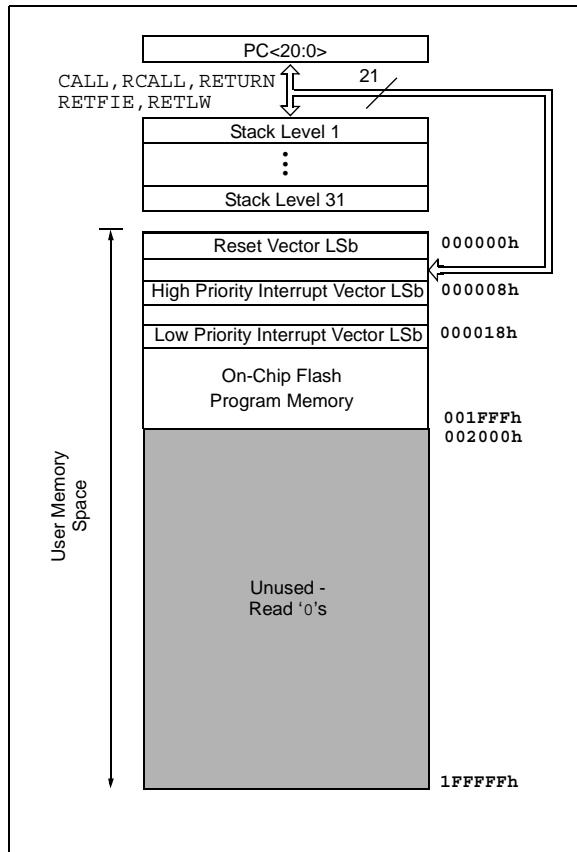 PC<20:0>
CALL,RCALL,RETURN
RETFIE,RETLW
21
Stack Level 1
Stack Level 31
Reset Vector LSb
000000h
High Priority Interrupt Vector LSb
000008h
Low Priority Interrupt Vector LSb
000018h
On-Chip Flash
Program Memory
001FFFh
002000h
User Memory
Space
Unused -
Read ‘0’s
1FFFFFh